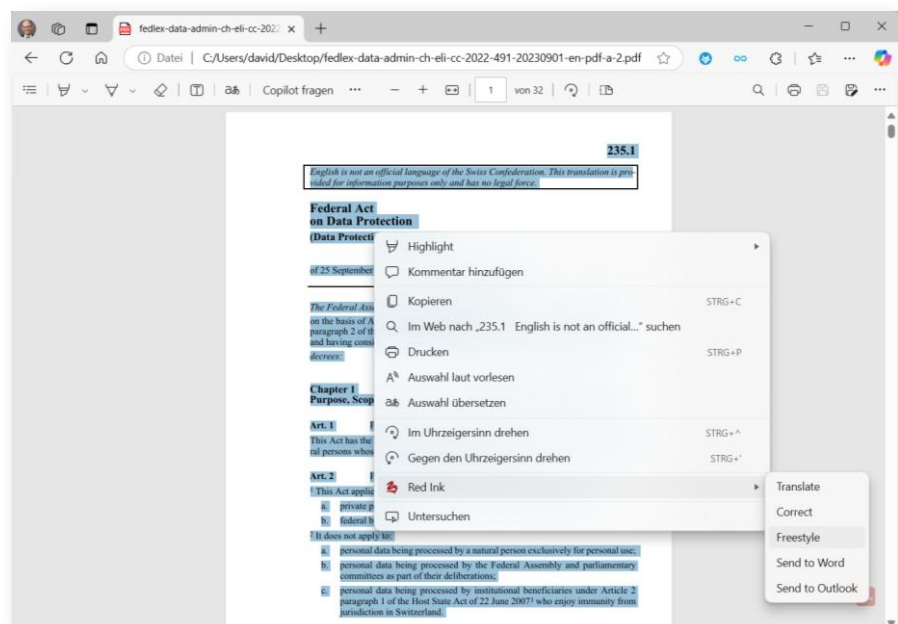 fedlex-data-admin-ch-eli-cc-202
Datei | C:/Users/david/Desktop/fedlex-data-admin-ch-eli-cc-2022-491-20230901-en-pdf-a-2.pdf
Copilot fragen 1 von 32
235.1
English is not an official language of the Swiss Confederation. This translation is pro-
vided for information purposes only and has no legal force.
Federal Act
on Data Protection
(Data Protecti
of 25 September
The Federal Ass
on the basis of A
paragraph 2 of th
and having consi
decrees:
Chapter 1
Purpose, Scop
Art. 1
This Act has the
ral persons whos
Art. 2
1 This Act applie
a. private p
b. federal b
2 It does not apply to:
a. personal data being processed by a natural person exclusively for personal use;
b. personal data being processed by the Federal Assembly and parliamentary
committees as part of their deliberations;
c. personal data being processed by institutional beneficiaries under Article 2
paragraph 1 of the Host State Act of 22 June 2007³ who enjoy immunity from
jurisdiction in Switzerland.
Highlight
Kommentar hinzufügen
Kopieren STRG+C
Im Web nach „235.1 English is not an official..." suchen
Drucken STRG+P
Auswahl laut vorlesen
Auswahl übersetzen
Im Uhrzeigersinn drehen STRG+^
Gegen den Uhrzeigersinn drehen STRG+'
Red Ink
Untersuchen
Translate
Correct
Freestyle
Send to Word
Send to Outlook